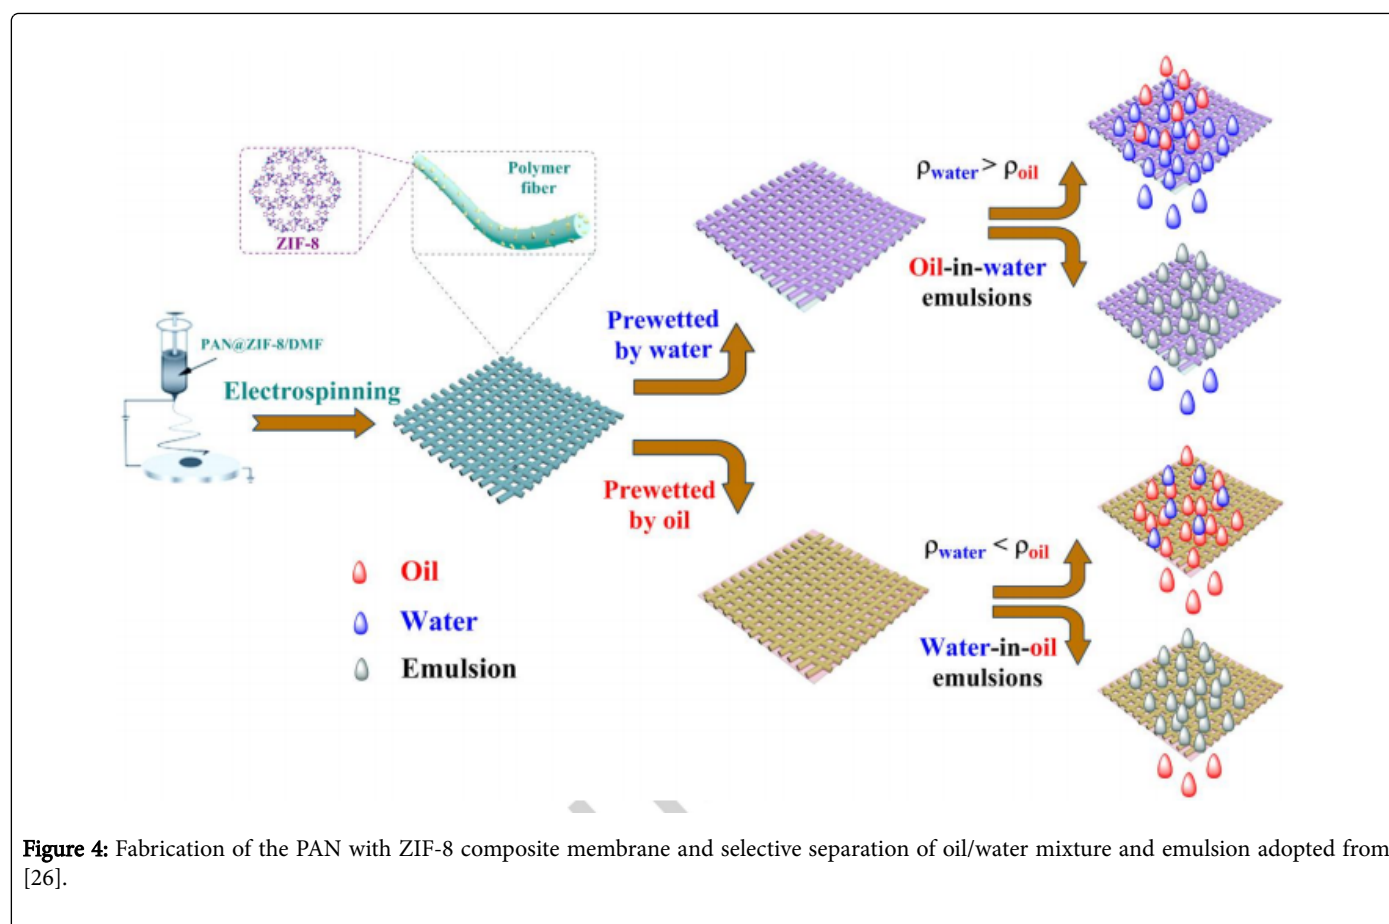 Polymer
fiber
ZIF-8
PAN@ZIF-8/DMF
Electrospinning
Prewetted
by water
Prewetted
by oil
ρwater > ρoil
Oil-in-water
emulsions
ρwater < ρoil
Water-in-oil
emulsions
Oil
Water
Emulsion
Figure 4: Fabrication of the PAN with ZIF-8 composite membrane and selective separation of oil/water mixture and emulsion adopted from
[26].